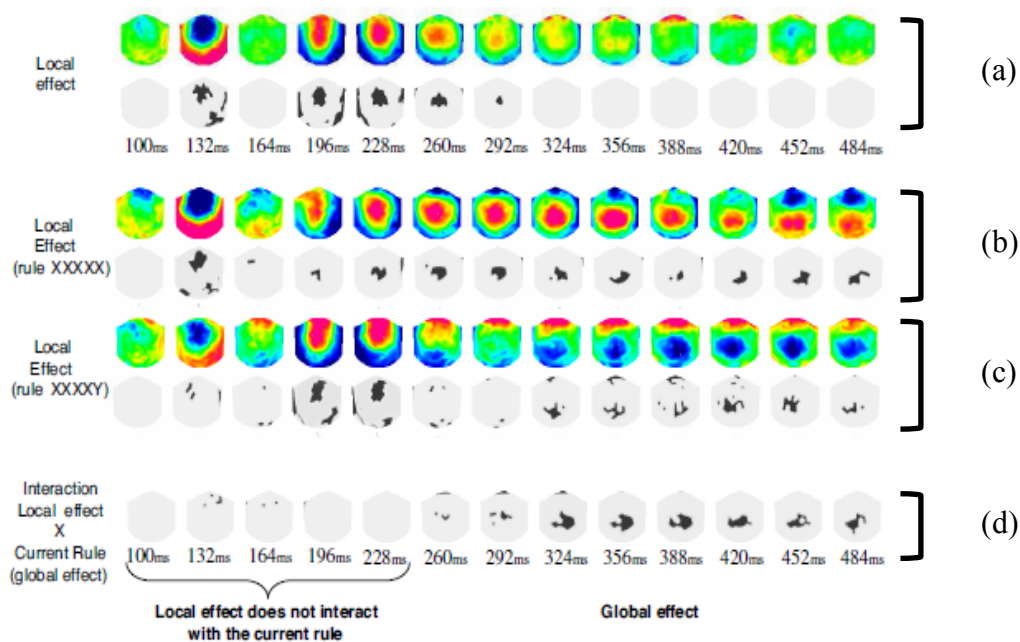 Local
effect
(a)
100ms 132ms 164ms 196ms 228ms 260ms 292ms 324ms 356ms 388ms 420ms 452ms 484ms
Local
Effect
(rule XXXXX)
(b)
Local
Effect
(rule XXXXY)
(c)
Interaction
Local effect
X
Current Rule
(global effect)
(d)
100ms 132ms 164ms 196ms 228ms 260ms 292ms 324ms 356ms 388ms 420ms 452ms 484ms
Local effect does not interact
with the current rule
Global effect